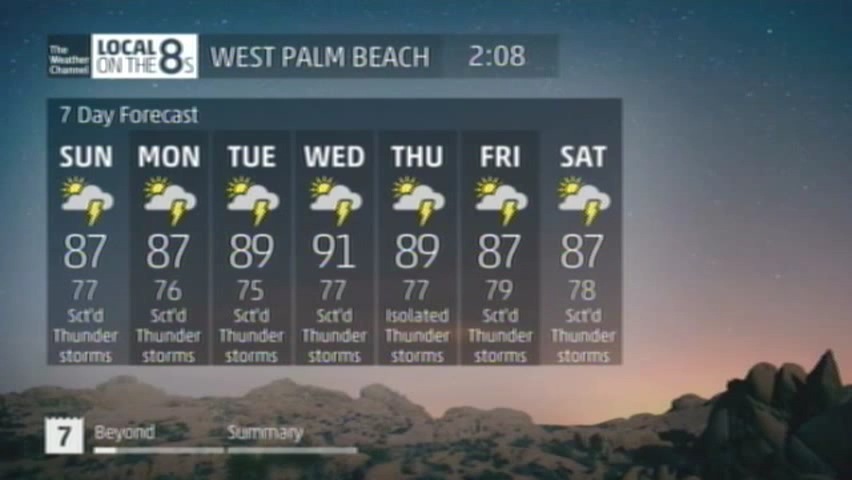 The Weather Channel
LOCAL ON THE 8s
WEST PALM BEACH
2:08
7 Day Forecast
SUN MON TUE WED THU FRI SAT
87 87 89 91 89 87 87
77 76 75 77 77 79 78
Sct'd Sct'd Sct'd Sct'd Isolated Sct'd Sct'd
Thunder Thunder Thunder Thunder Thunder Thunder Thunder
storms storms storms storms storms storms storms
7 Beyond Summary